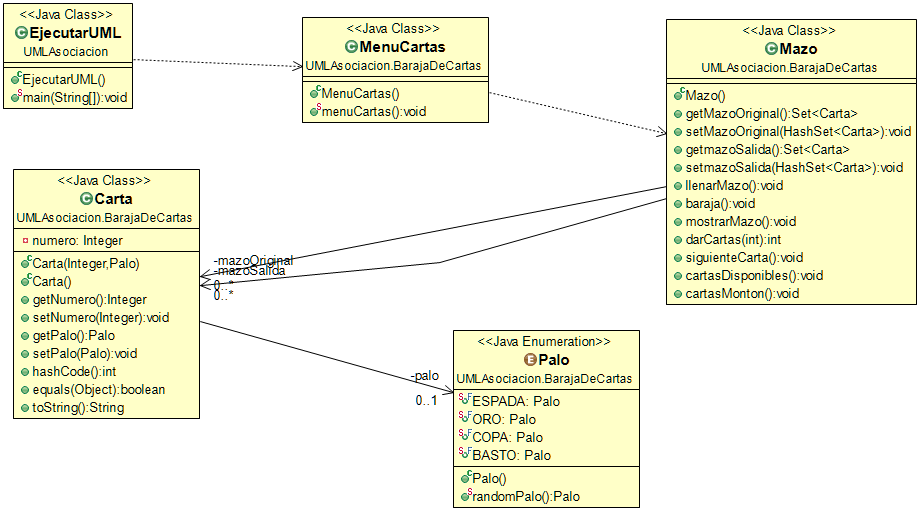 <<Java Class>>
EjecutarUML
UMLAsociacion
EjecutarUML()
main(String[]):void
<<Java Class>>
MenuCartas
UMLAsociacion.BarajaDeCartas
MenuCartas()
menuCartas():void
<<Java Class>>
Mazo
UMLAsociacion.BarajaDeCartas
Mazo()
getMazoOriginal():Set<Carta>
setMazoOriginal(HashSet<Carta>):void
getmazoSalida():Set<Carta>
setmazoSalida(HashSet<Carta>):void
llenarMazo():void
baraja():void
mostrarMazo():void
darCartas(int):int
siguienteCarta():void
cartasDisponibles():void
cartasMonton():void
<<Java Class>>
Carta
UMLAsociacion.BarajaDeCartas
numero: Integer
Carta(Integer,Palo)
Carta()
getNumero():Integer
setNumero(Integer):void
getPalo():Palo
setPalo(Palo):void
hashCode():int
equals(Object):boolean
toString():String
-mazoOriginal
-mazoSalida
0..*
0..*
-palo
0..1
<<Java Enumeration>>
Palo
UMLAsociacion.BarajaDeCartas
ESPADA: Palo
ORO: Palo
COPA: Palo
BASTO: Palo
Palo()
randomPalo():Palo